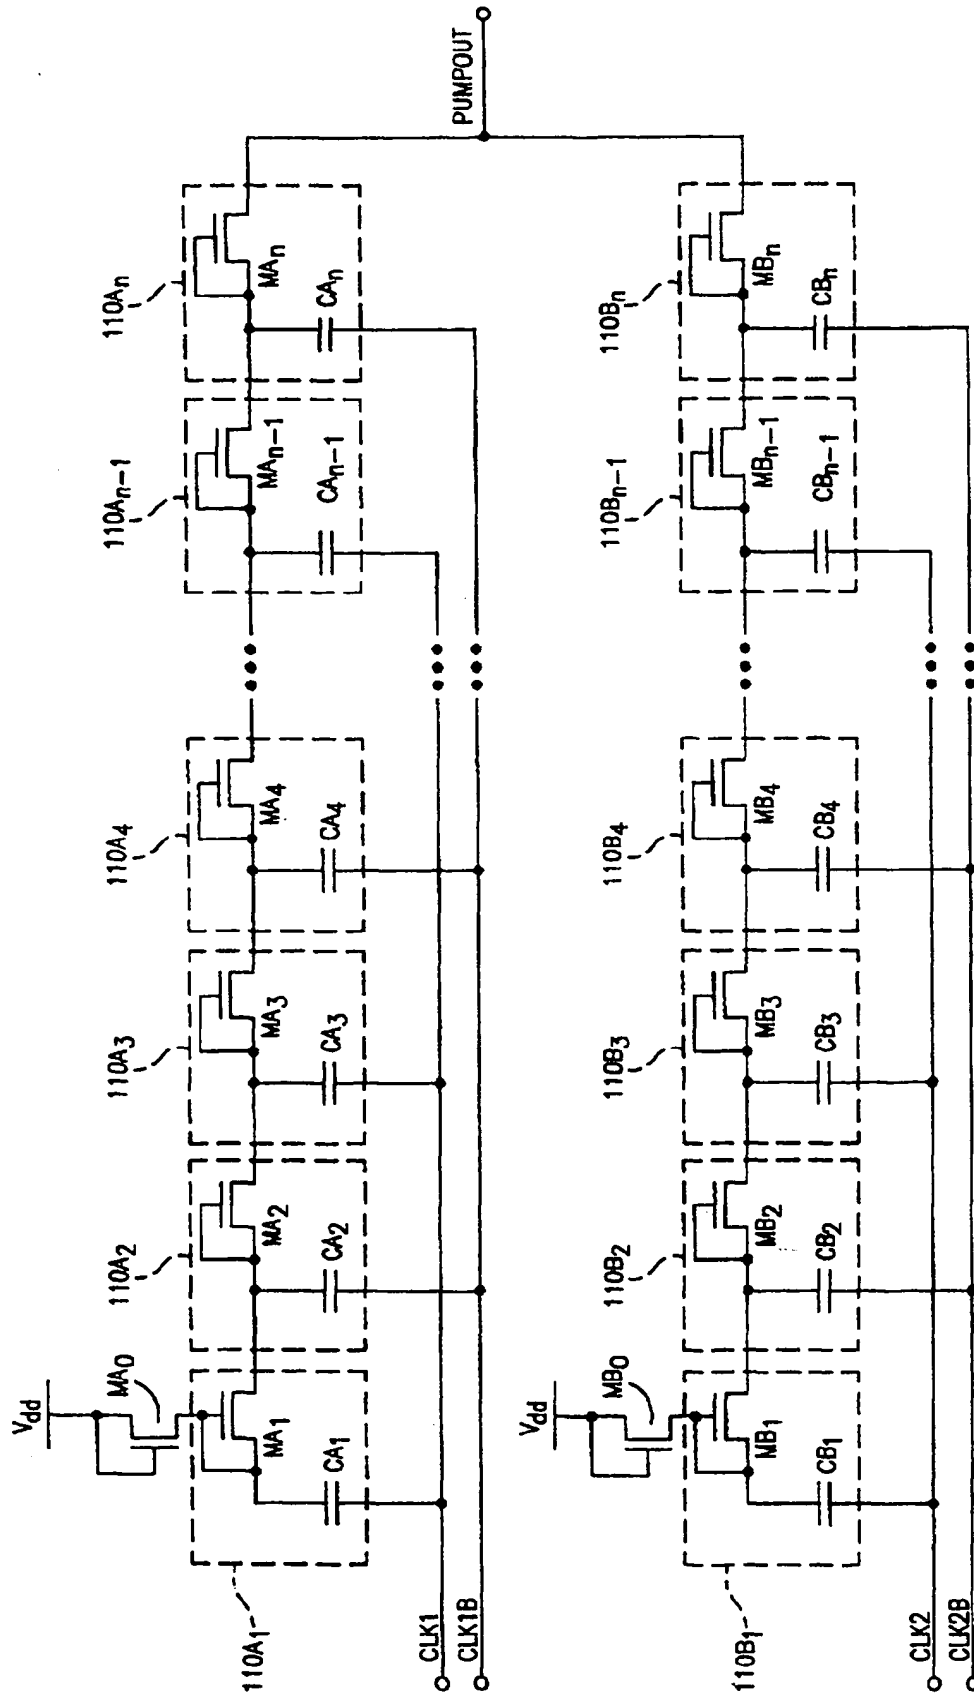 Vdd
MA0
110A1
MA1
CA1
110A2
MA2
CA2
110A3
MA3
CA3
110A4
MA4
CA4
110An-1
MAn-1
CAn-1
110An
MAn
CAn
CLK1
CLK1B
PUMPOUT
Vdd
MB0
110B1
MB1
CB1
110B2
MB2
CB2
110B3
MB3
CB3
110B4
MB4
CB4
110Bn-1
MBn-1
CBn-1
110Bn
MBn
CBn
CLK2
CLK2B